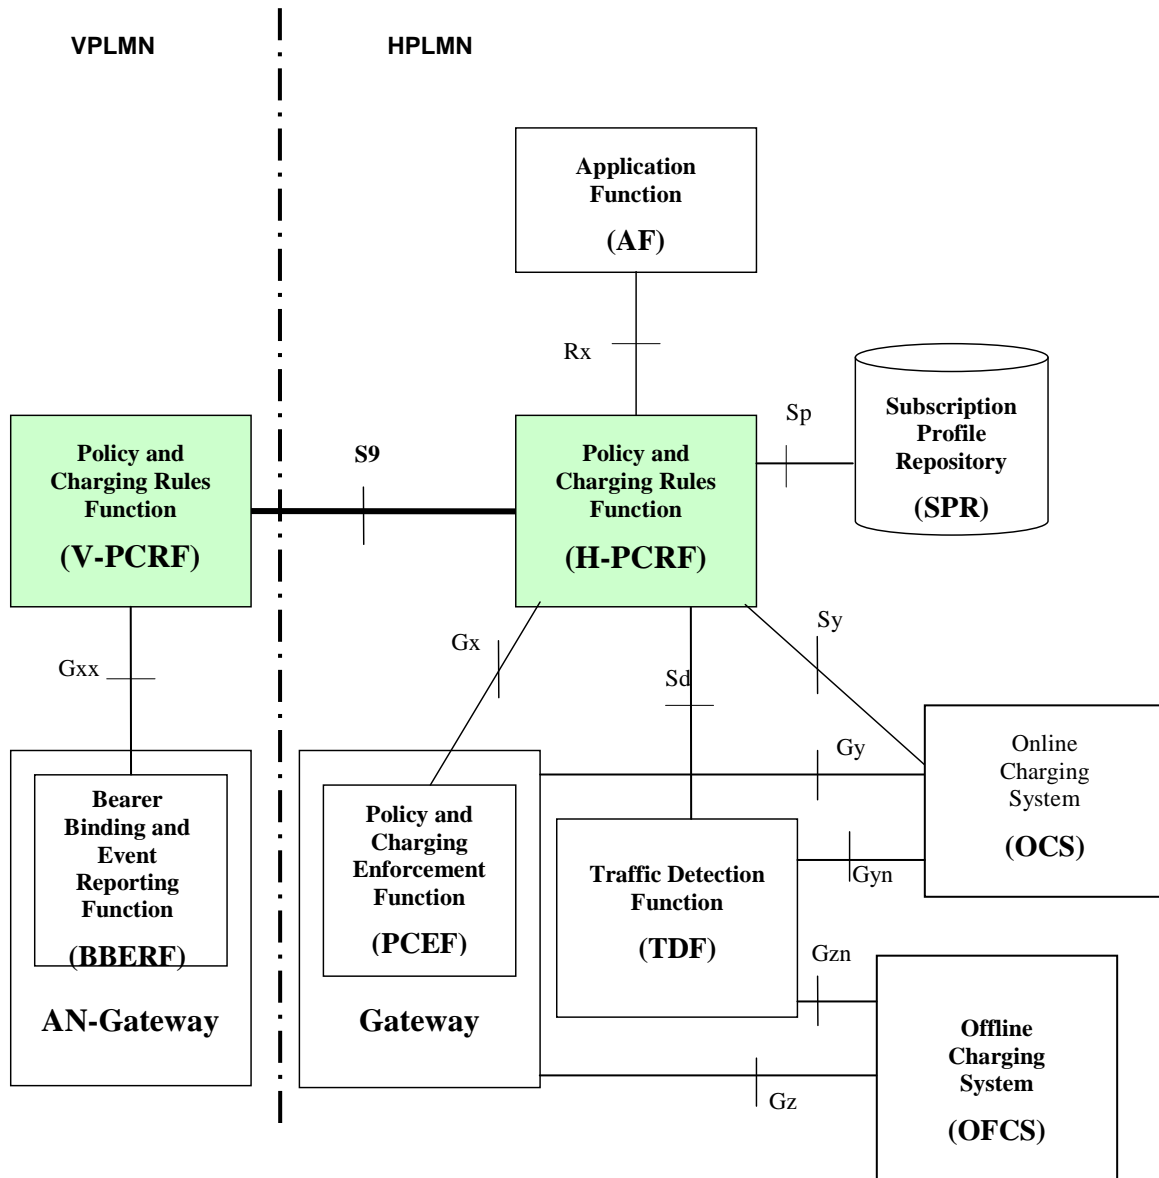 VPLMN
HPLMN
Application
Function
(AF)
Rx
Subscription
Profile
Repository
(SPR)
Sp
Policy and
Charging Rules
Function
(V-PCRF)
S9
Policy and
Charging Rules
Function
(H-PCRF)
Gxx
Gx
Sd
Sy
Gy
Online
Charging
System
(OCS)
Bearer
Binding and
Event
Reporting
Function
(BBERF)
AN-Gateway
Policy and
Charging
Enforcement
Function
(PCEF)
Gateway
Traffic Detection
Function
(TDF)
Gyn
Gzn
Gz
Offline
Charging
System
(OFCS)